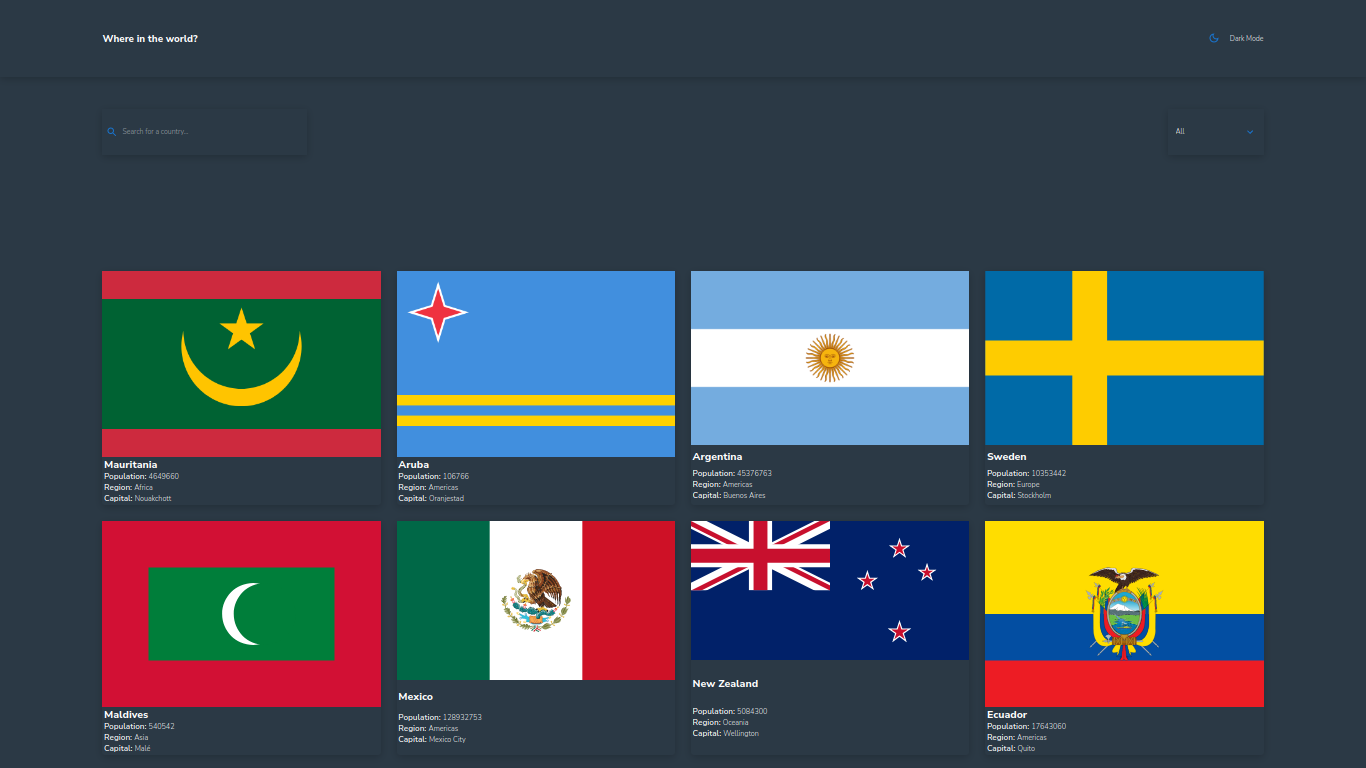 Where in the world?
Dark Mode
Search for a country...
All
Mauritania
Population: 4649660
Region: Africa
Capital: Nouakchott
Aruba
Population: 106766
Region: Americas
Capital: Oranjestad
Argentina
Population: 45376763
Region: Americas
Capital: Buenos Aires
Sweden
Population: 10353442
Region: Europe
Capital: Stockholm
Maldives
Population: 540542
Region: Asia
Capital: Malé
Mexico
Population: 128932753
Region: Americas
Capital: Mexico City
New Zealand
Population: 5084300
Region: Oceania
Capital: Wellington
Ecuador
Population: 17643060
Region: Americas
Capital: Quito